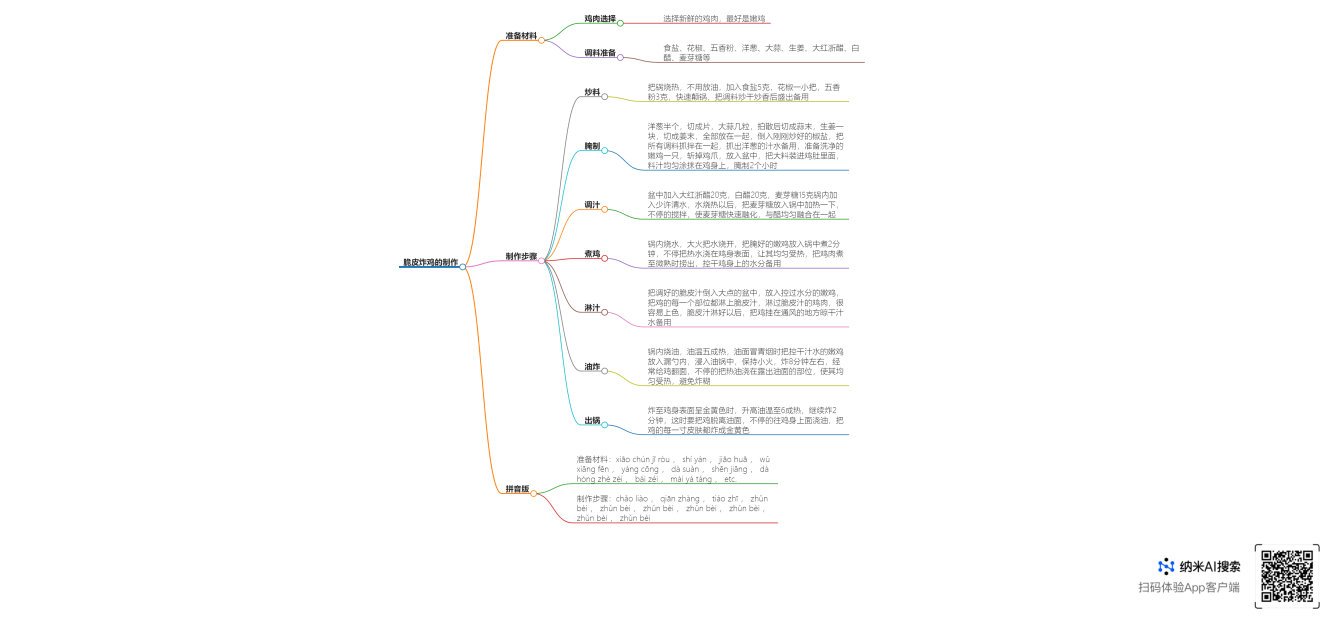 脆皮炸鸡的制作
准备材料
鸡肉选择
选择新鲜的鸡肉，最好是嫩鸡
调料准备
食盐、花椒、五香粉、洋葱、大蒜、生姜、大红浙醋、白
醋、麦芽糖等
制作步骤
炒料
把锅烧热，不用放油，加入食盐5克，花椒一小把，五香
粉3克，快速颠锅，把调料炒干炒香后盛出备用
腌制
洋葱半个，切成片，大蒜几粒，拍散后切成蒜末，生姜一
块，切成姜末，全部放在一起，倒入刚刚炒好的椒盐，把
所有调料抓拌在一起，抓出洋葱的汁水备用，准备洗净的
嫩鸡一只，斩掉鸡爪，放入盆中，把大料装进鸡肚里面，
料汁均匀涂抹在鸡身上，腌制2个小时
调汁
盆中加入大红浙醋20克，白醋20克，麦芽糖15克锅内加
入少许清水，水烧热以后，把麦芽糖放入锅中加热一下，
不停的搅拌，使麦芽糖快速融化，与醋均匀融合在一起
煮鸡
锅内烧水，大火把水烧开，把腌好的嫩鸡放入锅中煮2分
钟，不停把热水浇在鸡身表面，让其均匀受热，把鸡肉煮
至微熟时捞出，控干鸡身上的水分备用
淋汁
把调好的脆皮汁倒入大点的盆中，放入控过水分的嫩鸡，
把鸡的每一个部位都淋上脆皮汁，淋过脆皮汁的鸡肉，很
容易上色，脆皮汁淋好以后，把鸡挂在通风的地方晾干汁
水备用
油炸
锅内烧油，油温五成热，油面冒青烟时把控干汁水的嫩鸡
放入漏勺内，浸入油锅中，保持小火，炸8分钟左右，经
常给鸡翻面，不停的把热油浇在露出油面的部位，使其均
匀受热，避免炸糊
出锅
炸至鸡身表面呈金黄色时，升高油温至6成热，继续炸2
分钟，这时要把鸡脱离油面，不停的往鸡身上面浇油，把
鸡的每一寸皮肤都炸成金黄色
拼音版
准备材料：xiǎo chún jī ròu ， shí yán ， jiāo huā ， wǔ
xiāng fěn ， yáng cōng ， dà suàn ， shēn jiāng ， dà
hóng zhè zéi ， bái zéi ， mài yá táng ， etc.
制作步骤：chǎo liào ， qiān zhàng ， tiáo zhī ， zhǔn
bèi ， zhǔn bèi ， zhǔn bèi ， zhǔn bèi ， zhǔn bèi ，
zhǔn bèi ， zhǔn bèi
纳米AI搜索
扫码体验App客户端